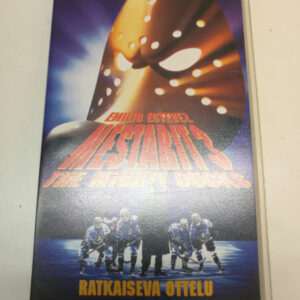 EMILIO ESTEVEZ
MESTARIT 3
THE MIGHTY DUCKS
RATKAISEVA OTTELU